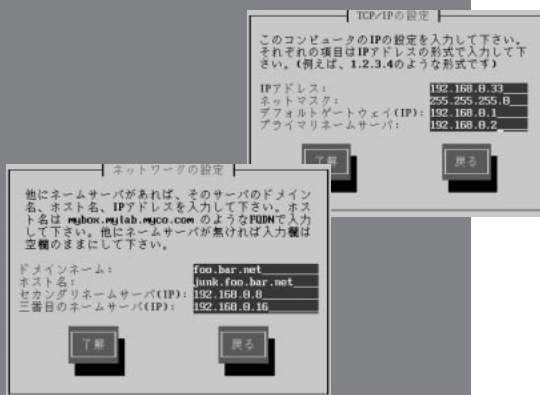 TCP/IPの設定
このコンピュータのIPの設定を入力して下さい。
それぞれの項目はIPアドレスの形式で入力して下
さい。(例えば、1.2.3.4のような形式です)
IPアドレス: 192.168.0.33
ネットマスク: 255.255.255.0
デフォルトゲートウェイ(IP): 192.168.0.1
プライマリネームサーバ: 192.168.0.2
了解 戻る
ネットワークの設定
他にネームサーバがあれば、そのサーバのドメイン
名、ホスト名、IPアドレスを入力して下さい。ホス
ト名は mybox.mylab.myco.com のようなFQDNで入力
して下さい。他にネームサーバが無ければ入力欄は
空欄のままにして下さい。
ドメインネーム: foo.bar.net
ホスト名: junk.foo.bar.net
セカンダリネームサーバ(IP): 192.168.0.8
三番目のネームサーバ(IP): 192.168.0.16
了解 戻る